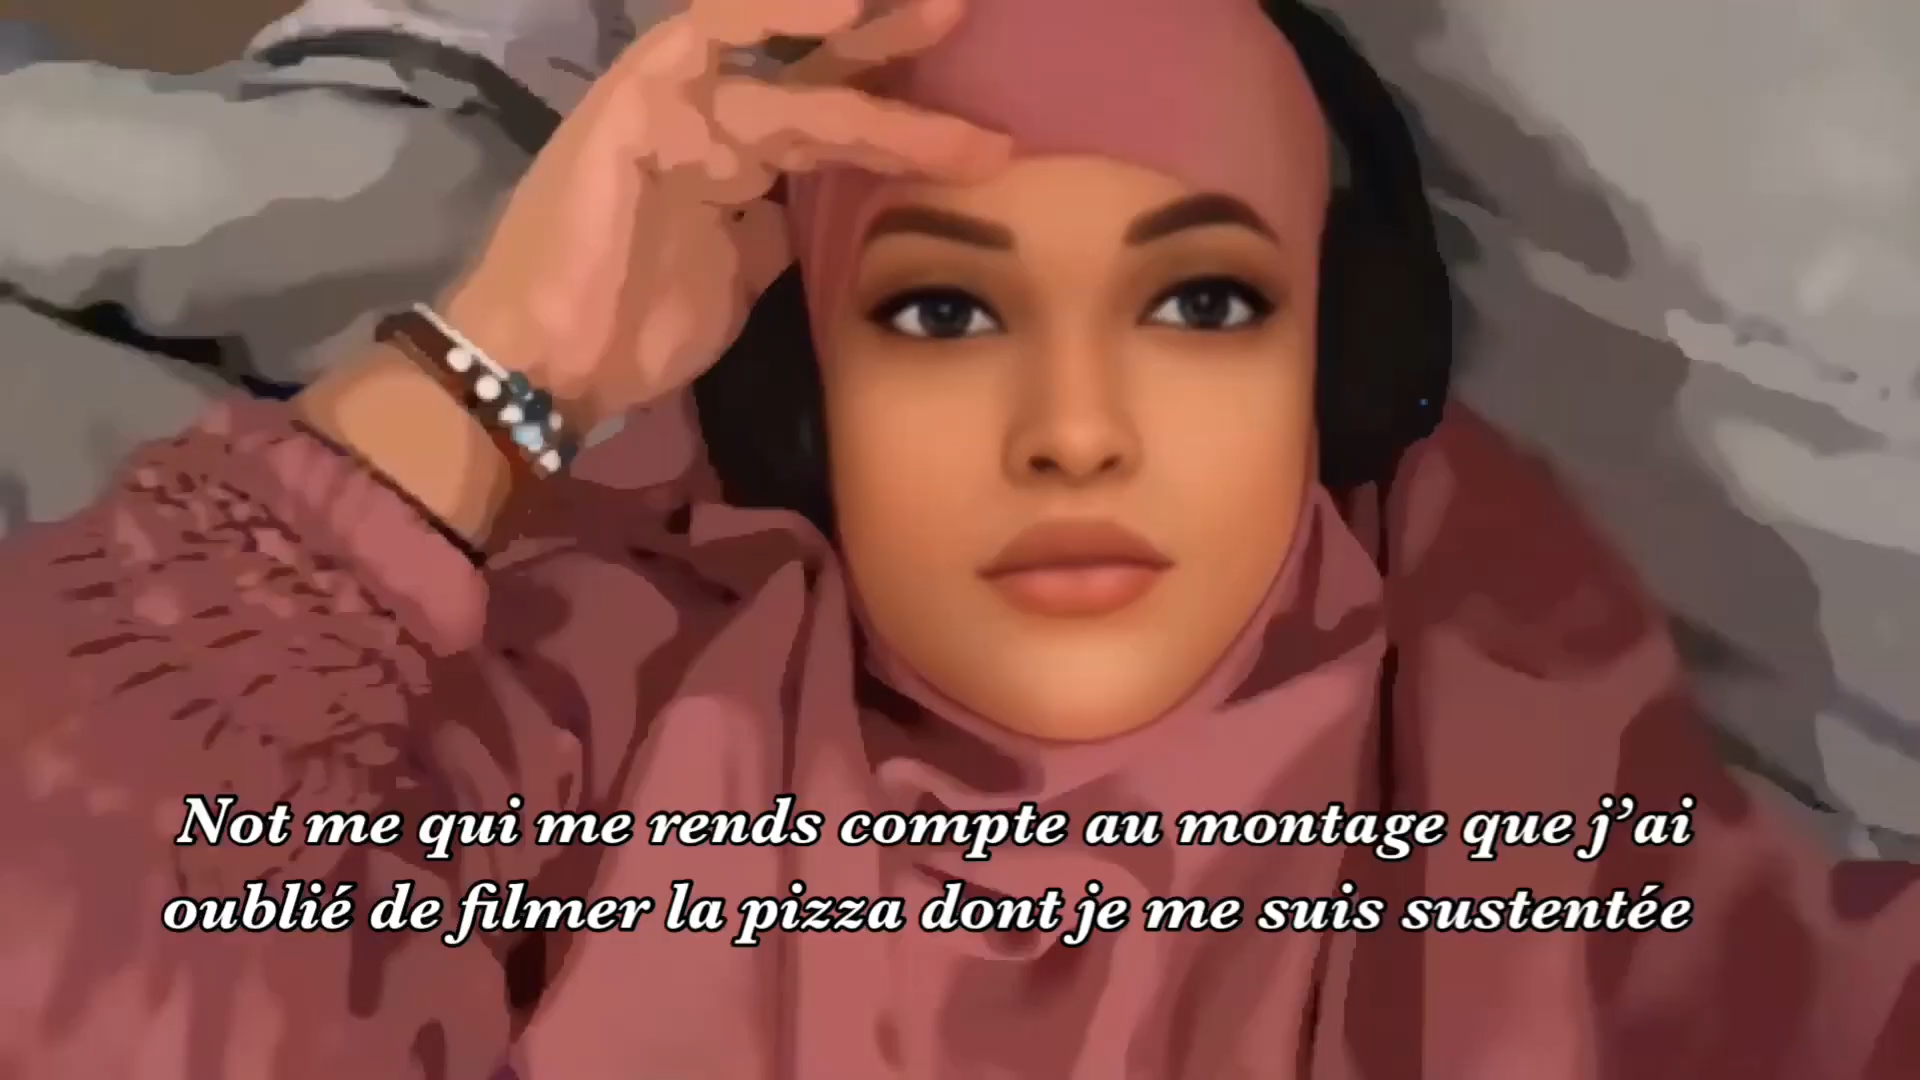 Not me qui me rends compte au montage que j’ai
oublié de filmer la pizza dont je me suis sustentée